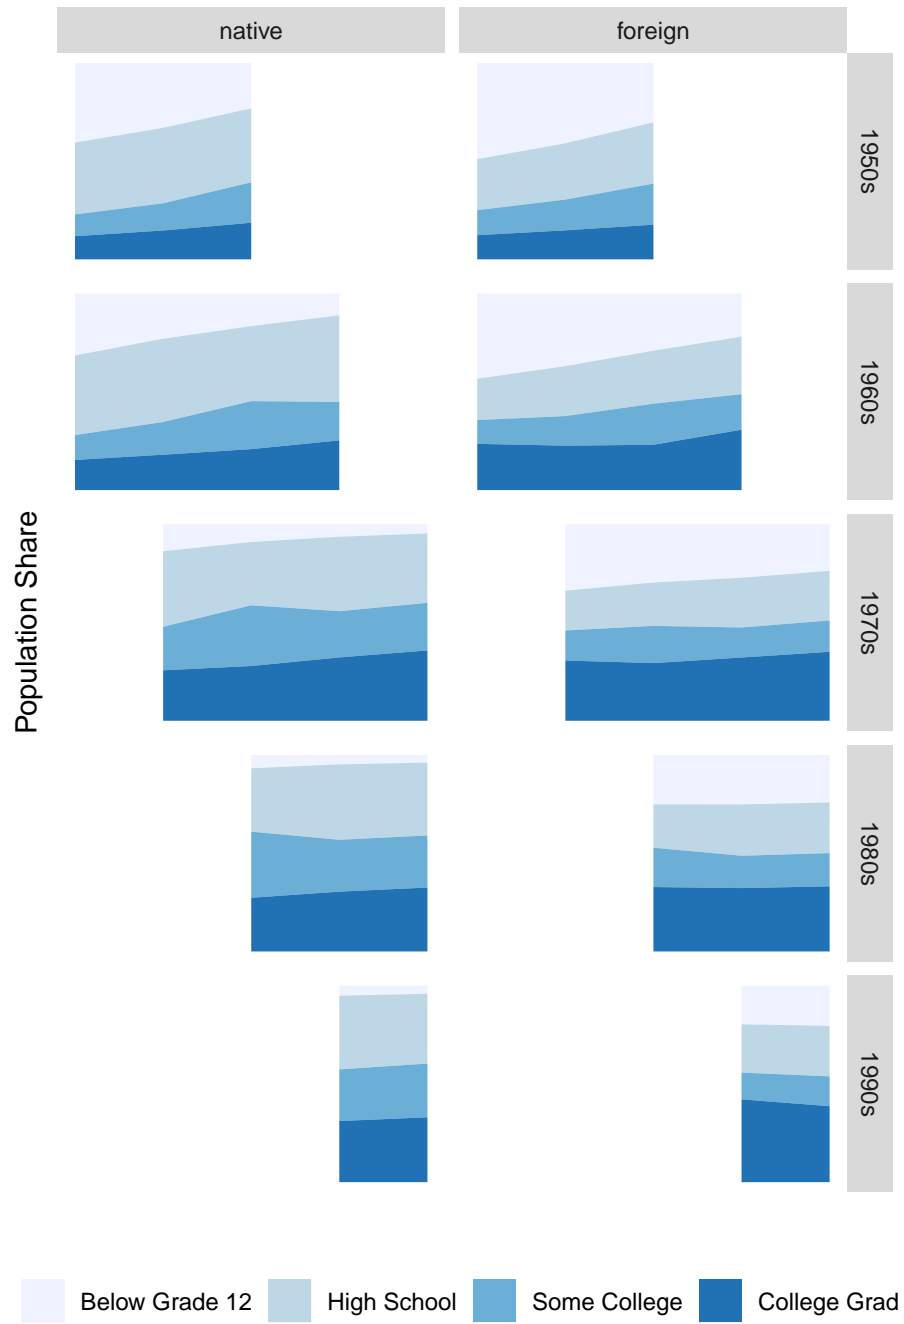 native
foreign
1950s
1960s
1970s
1980s
1990s
Population Share
Below Grade 12
High School
Some College
College Grad